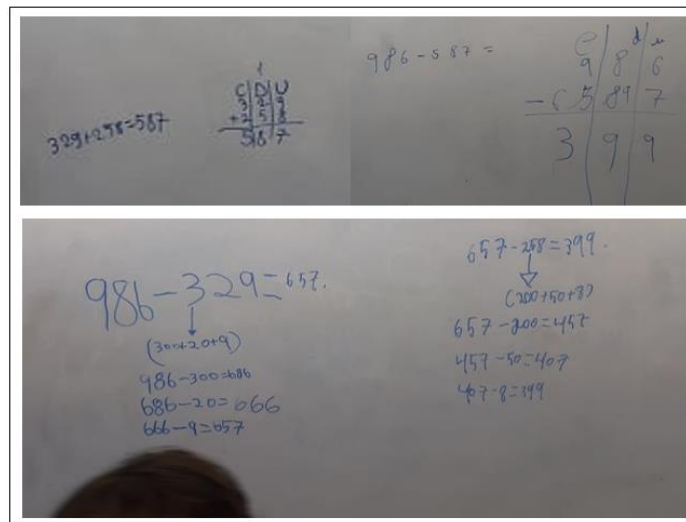 1
C D U
3 2 9
+ 2 5 8
5 8 7
329+258=587
986-587=
c d u
9 8 6
5 8 7
3 9 9
986-329=657.
(300+20+9)
986-300=686
686-20=666
666-9=657
657-258=399.
(200+50+8)
657-200=457
457-50=407
407-8=399